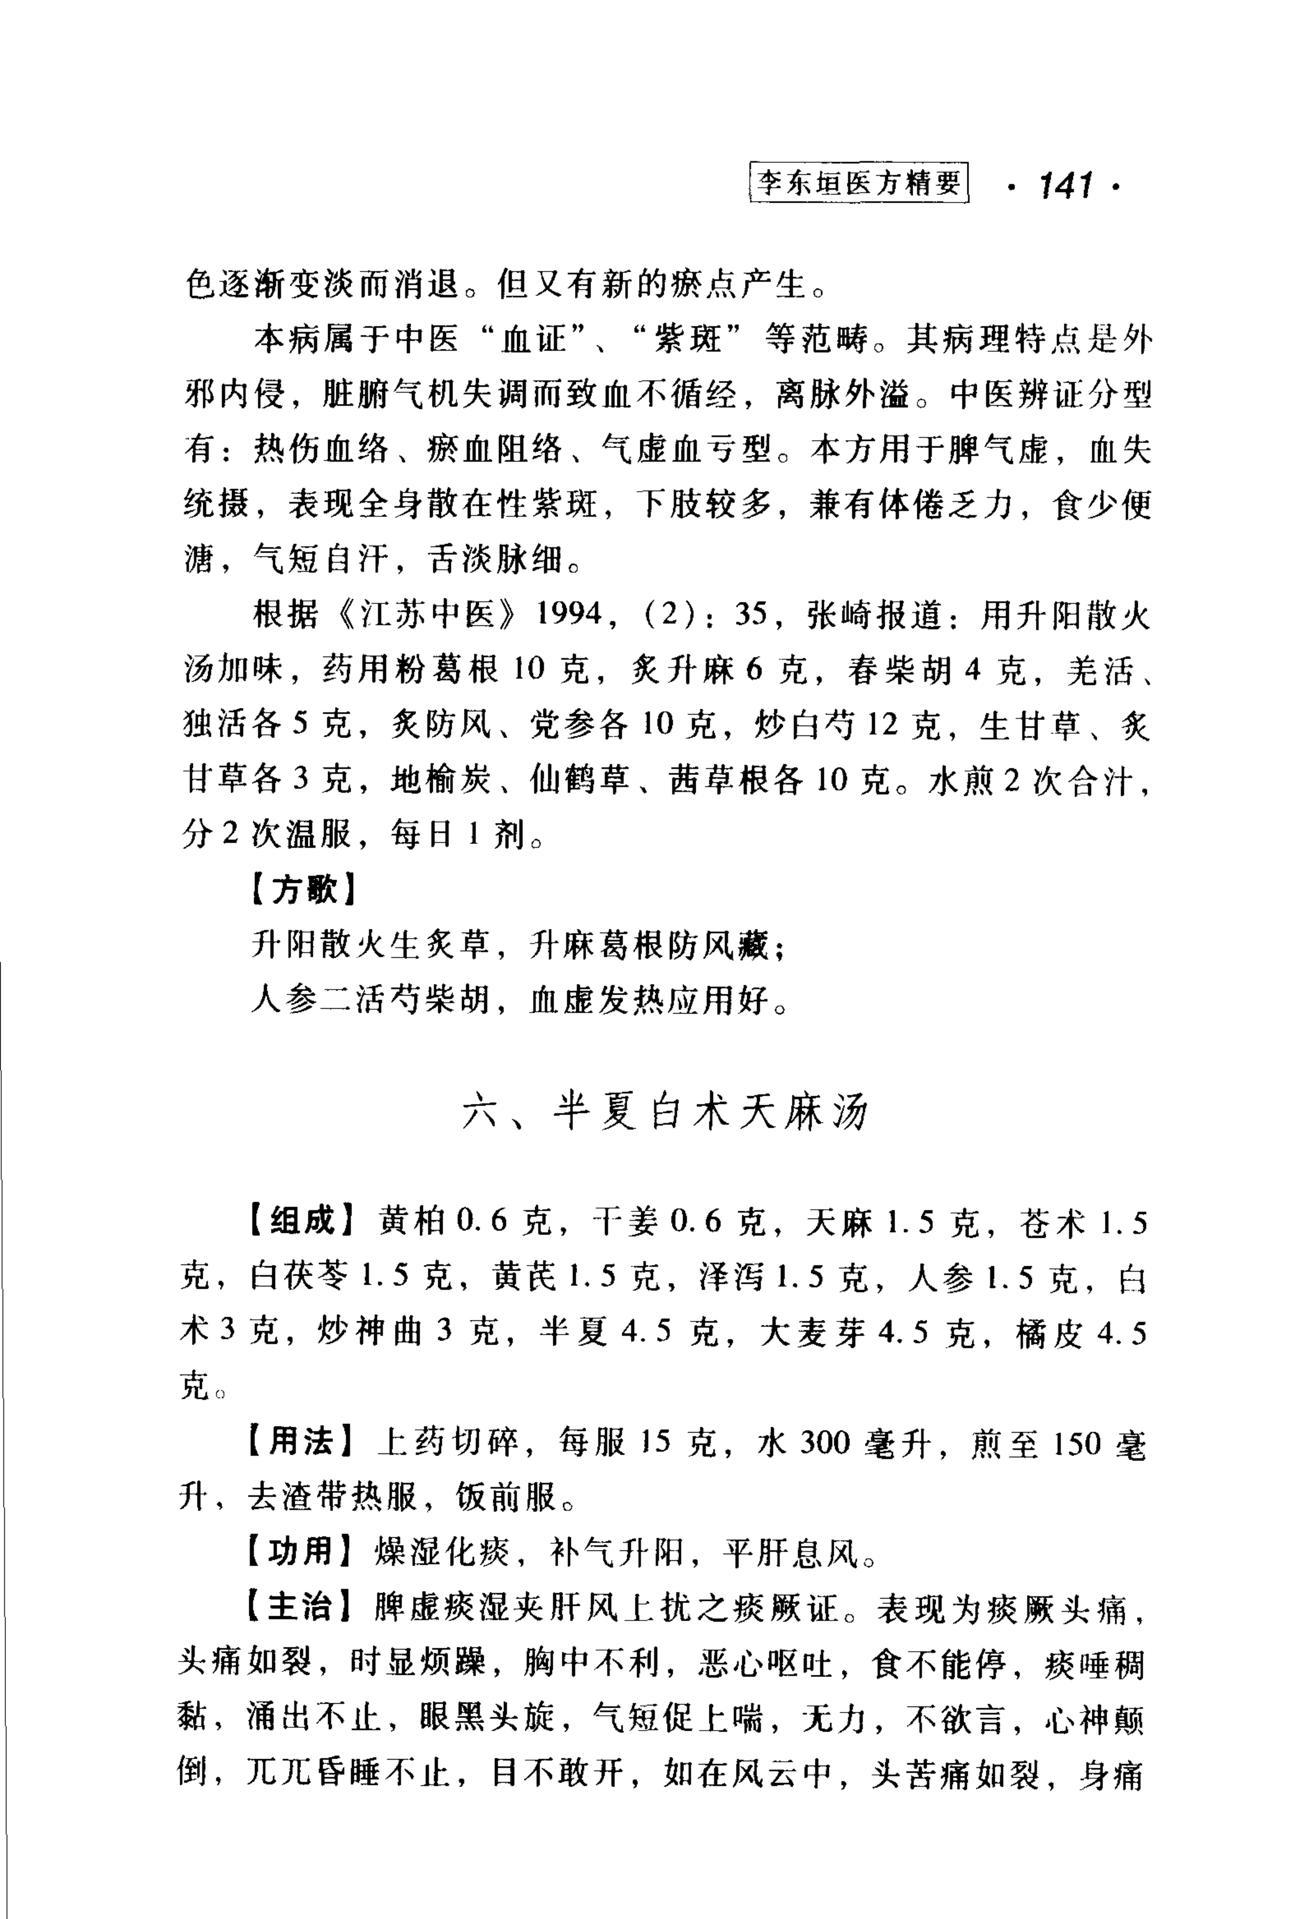 李东垣医方精要 · 141 ·
色逐渐变淡而消退。但又有新的瘀点产生。
本病属于中医“血证”、“紫斑”等范畴。其病理特点是外
邪内侵，脏腑气机失调而致血不循经，离脉外溢。中医辨证分型
有：热伤血络、瘀血阻络、气虚血亏型。本方用于脾气虚，血失
统摄，表现全身散在性紫斑，下肢较多，兼有体倦乏力，食少便
溏，气短自汗，舌淡脉细。
根据《江苏中医》1994，（2）：35，张崎报道：用升阳散火
汤加味，药用粉葛根10克，炙升麻6克，春柴胡4克，羌活、
独活各5克，炙防风、党参各10克，炒白芍12克，生甘草、炙
甘草各3克，地榆炭、仙鹤草、茜草根各10克。水煎2次合汁，
分2次温服，每日1剂。
【方歌】
升阳散火生炙草，升麻葛根防风藏；
人参二活芍柴胡，血虚发热应用好。
六、半夏白术天麻汤
【组成】黄柏0.6克，干姜0.6克，天麻1.5克，苍术1.5
克，白茯苓1.5克，黄芪1.5克，泽泻1.5克，人参1.5克，白
术3克，炒神曲3克，半夏4.5克，大麦芽4.5克，橘皮4.5
克。
【用法】上药切碎，每服15克，水300毫升，煎至150毫
升，去渣带热服，饭前服。
【功用】燥湿化痰，补气升阳，平肝息风。
【主治】脾虚痰湿夹肝风上扰之痰厥证。表现为痰厥头痛，
头痛如裂，时显烦躁，胸中不利，恶心呕吐，食不能停，痰唾稠
黏，涌出不止，眼黑头旋，气短促上喘，无力，不欲言，心神颠
倒，兀兀昏睡不止，目不敢开，如在风云中，头苦痛如裂，身痛